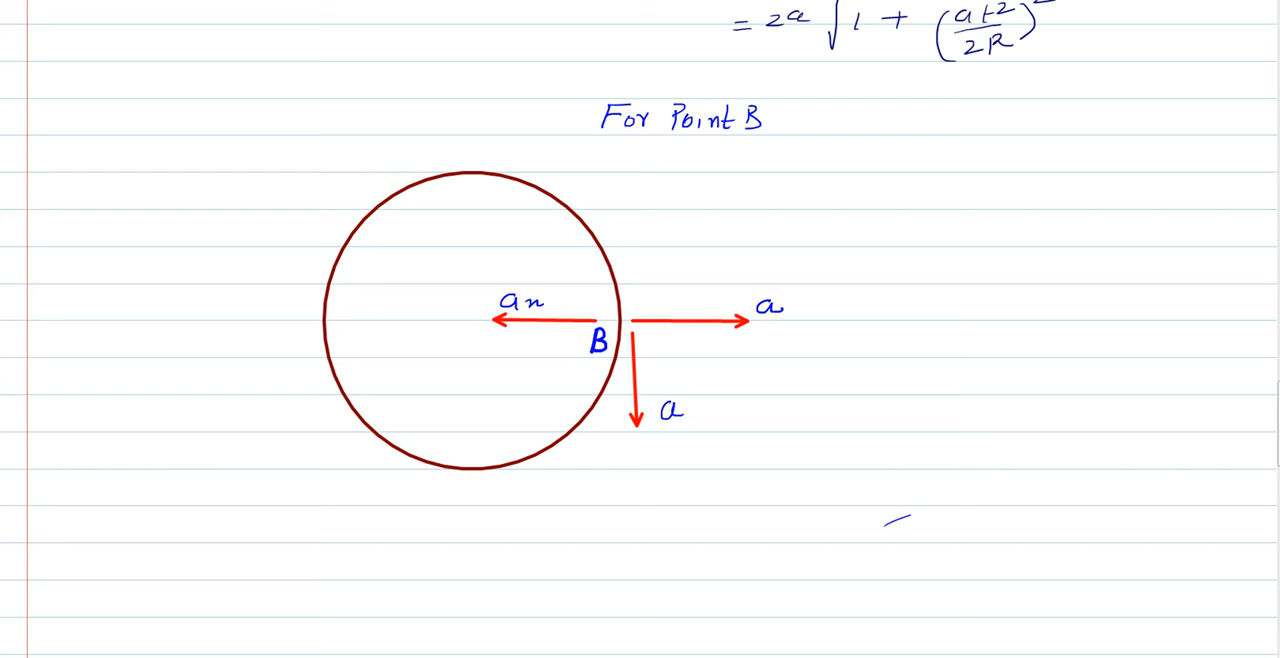 = 2a √1 + (at²/2R)²
For Point B
an
a
B
a